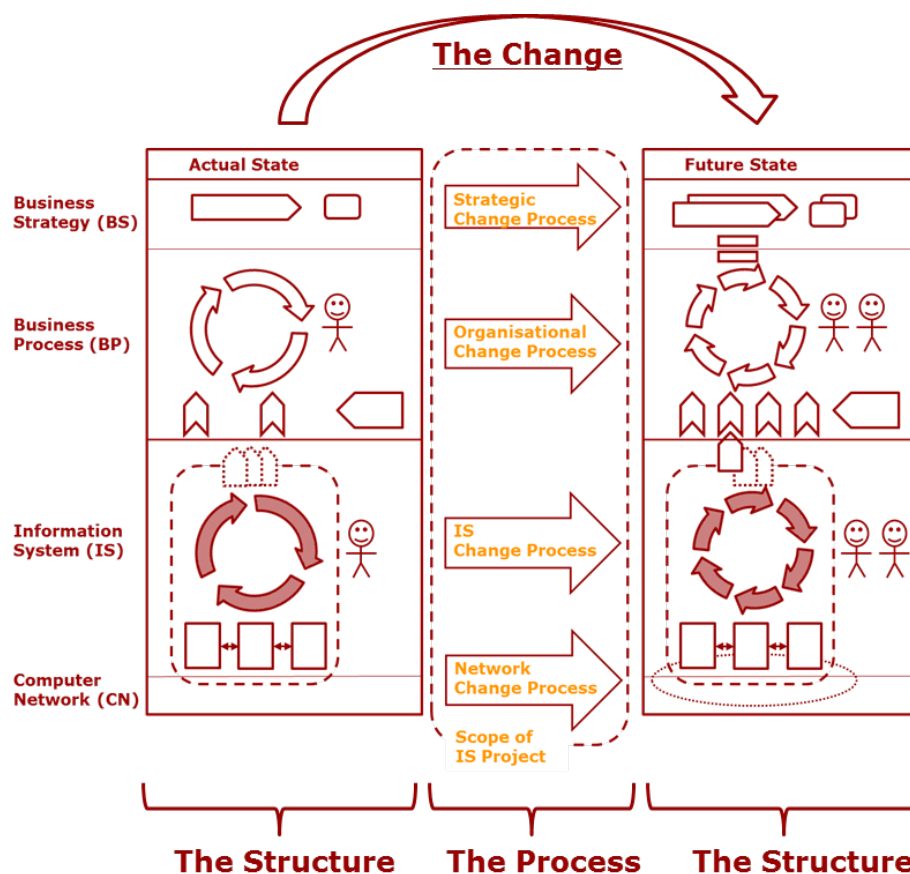 The Change
Actual State
Future State
Business
Strategy (BS)
Strategic
Change Process
Business
Process (BP)
Organisational
Change Process
Information
System (IS)
IS
Change Process
Computer
Network (CN)
Network
Change Process
Scope of
IS Project
The Structure
The Process
The Structure